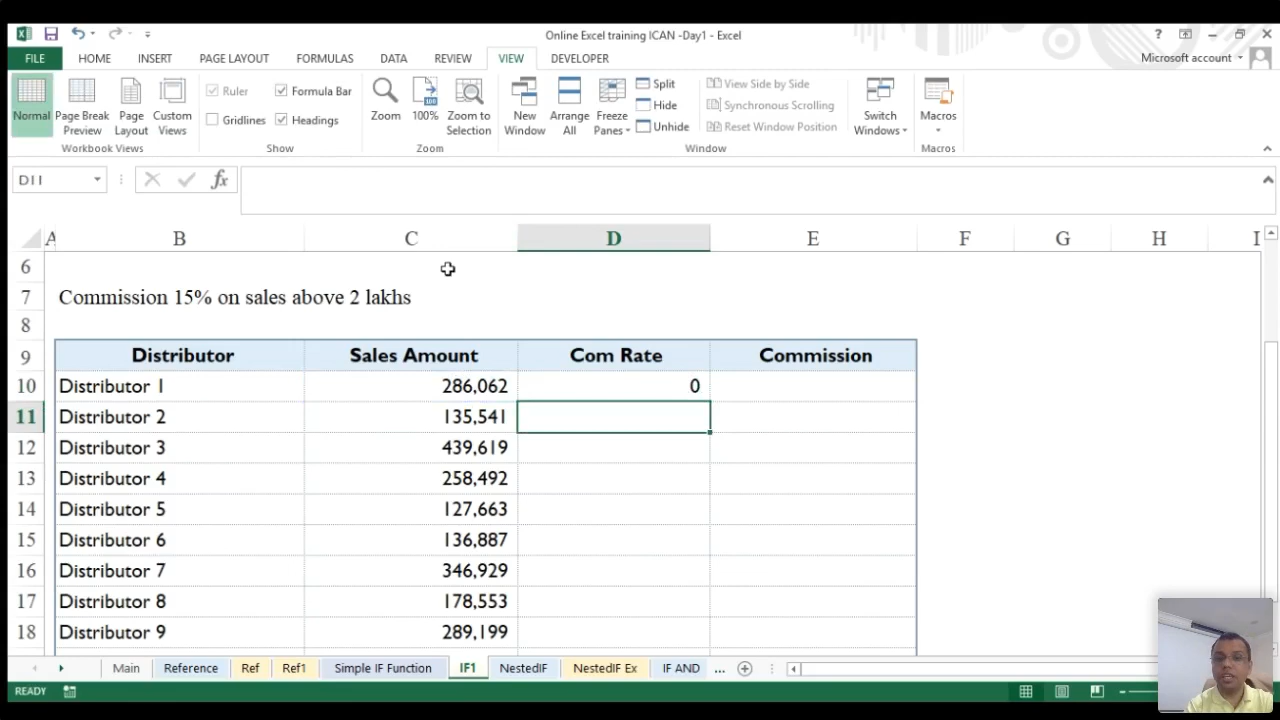 Online Excel training ICAN -Day1 - Excel
?
FILE
HOME
INSERT
PAGE LAYOUT
FORMULAS
DATA
REVIEW
VIEW
DEVELOPER
Microsoft account
Normal
Page Break Preview
Page Layout
Custom Views
Workbook Views
Ruler
Formula Bar
Gridlines
Headings
Show
Zoom
100%
Zoom to Selection
Zoom
New Window
Arrange All
Freeze Panes
Split
Hide
Unhide
View Side by Side
Synchronous Scrolling
Reset Window Position
Switch Windows
Window
Macros
Macros
D11
fx
A B C D E F G H I
6
7 Commission 15% on sales above 2 lakhs
8
9 Distributor Sales Amount Com Rate Commission
10 Distributor 1 286,062 0
11 Distributor 2 135,541
12 Distributor 3 439,619
13 Distributor 4 258,492
14 Distributor 5 127,663
15 Distributor 6 136,887
16 Distributor 7 346,929
17 Distributor 8 178,553
18 Distributor 9 289,199
Main Reference Ref Ref1 Simple IF Function IF1 NestedIF NestedIF Ex IF AND ...
READY